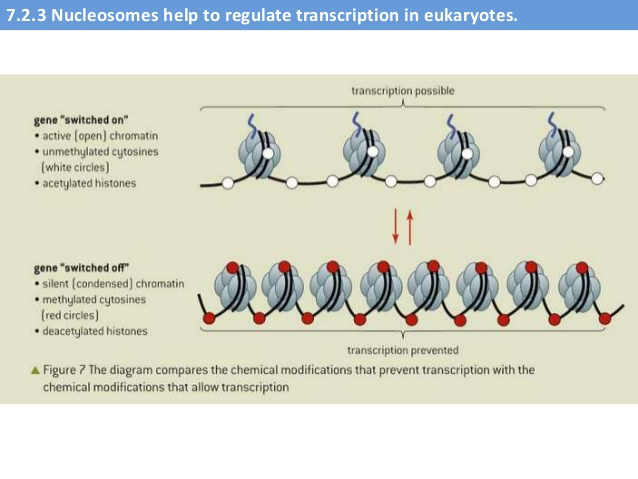 7.2.3 Nucleosomes help to regulate transcription in eukaryotes.
transcription possible
gene "switched on"
• active (open) chromatin
• unmethylated cytosines
(white circles)
• acetylated histones
gene "switched off"
• silent (condensed) chromatin
• methylated cytosines
(red circles)
• deacetylated histones
transcription prevented
▲ Figure 7 The diagram compares the chemical modifications that prevent transcription with the
chemical modifications that allow transcription